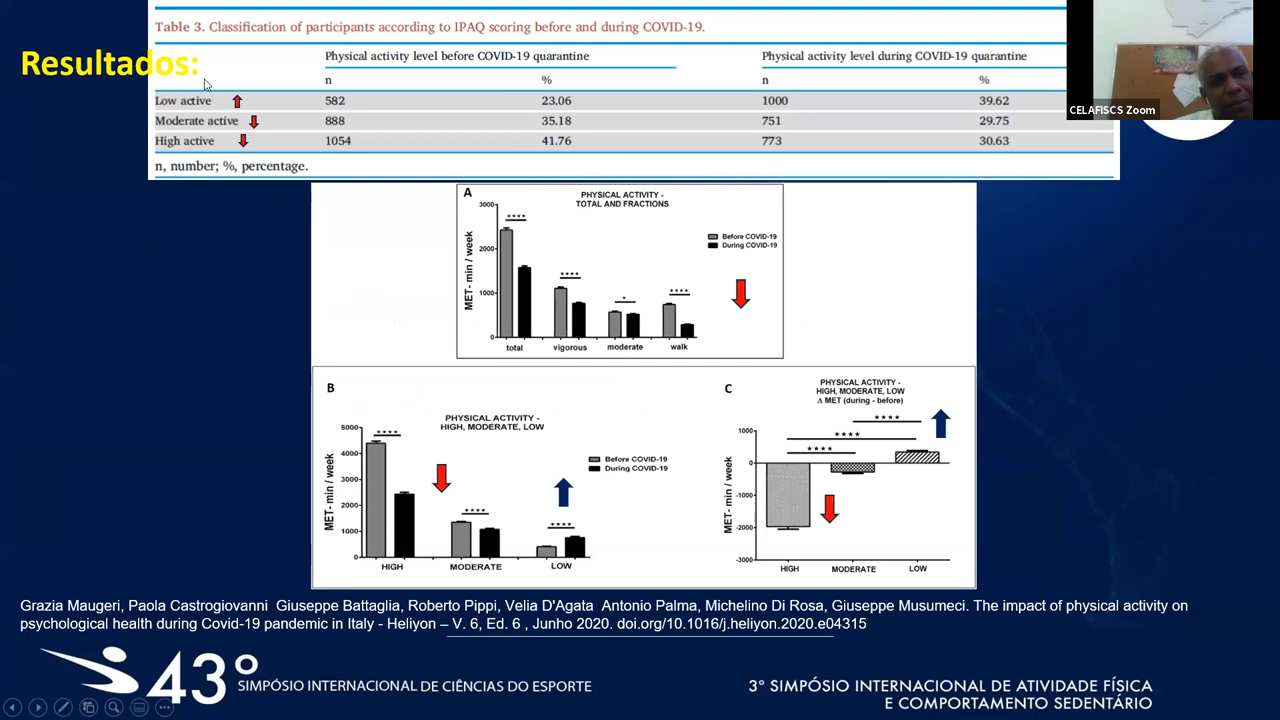 Table 3. Classification of participants according to IPAQ scoring before and during COVID-19.
Resultados:
Physical activity level before COVID-19 quarantine Physical activity level during COVID-19 quarantine
n % n %
Low active 582 23.06 1000 39.62
Moderate active 888 35.18 751 29.75
High active 1054 41.76 773 30.63
n, number; %, percentage.
CELAFISCS Zoom
A
PHYSICAL ACTIVITY -
TOTAL AND FRACTIONS
MET- min / week
3000
2000
1000
0
****
****
*
****
Before COVID-19
During COVID-19
total vigorous moderate walk
B
PHYSICAL ACTIVITY -
HIGH, MODERATE, LOW
MET- min / week
5000
4000
3000
2000
1000
0
****
****
****
Before COVID-19
During COVID-19
HIGH MODERATE LOW
C
PHYSICAL ACTIVITY -
HIGH, MODERATE, LOW
Δ MET (during - before)
MET- min / week
1000
0
-1000
-2000
-3000
****
****
****
HIGH MODERATE LOW
Grazia Maugeri, Paola Castrogiovanni Giuseppe Battaglia, Roberto Pippi, Velia D'Agata Antonio Palma, Michelino Di Rosa, Giuseppe Musumeci. The impact of physical activity on
psychological health during Covid-19 pandemic in Italy - Heliyon – V. 6, Ed. 6 , Junho 2020. doi.org/10.1016/j.heliyon.2020.e04315
43º SIMPÓSIO INTERNACIONAL DE CIÊNCIAS DO ESPORTE
3° SIMPÓSIO INTERNACIONAL DE ATIVIDADE FÍSICA
E COMPORTAMENTO SEDENTÁRIO